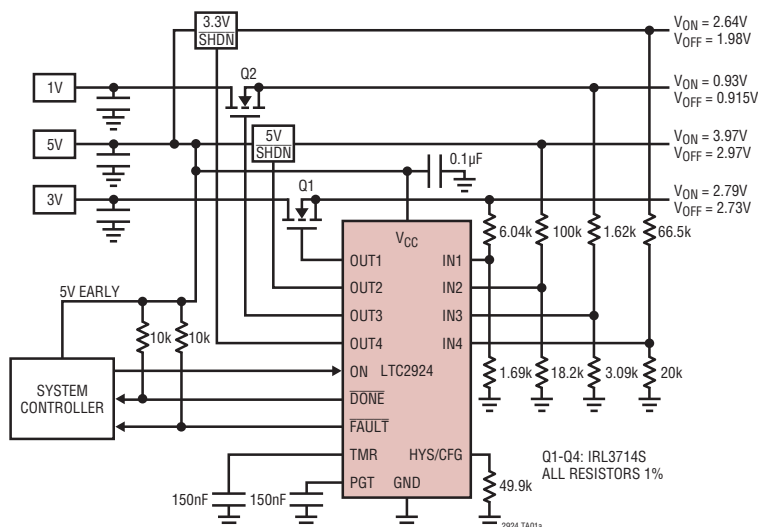 3.3V
SHDN
V_ON = 2.64V
V_OFF = 1.98V
Q2
1V
V_ON = 0.93V
V_OFF = 0.915V
5V
5V
SHDN
0.1µF
V_ON = 3.97V
V_OFF = 2.97V
3V
Q1
V_ON = 2.79V
V_OFF = 2.73V
6.04k
100k
1.62k
66.5k
V_CC
OUT1
IN1
OUT2
IN2
OUT3
IN3
OUT4
IN4
5V EARLY
10k
10k
1.69k
18.2k
3.09k
20k
SYSTEM
CONTROLLER
ON
LTC2924
DONE
FAULT
TMR
HYS/CFG
PGT
GND
150nF
150nF
49.9k
Q1-Q4: IRL3714S
ALL RESISTORS 1%
2924 TA01a